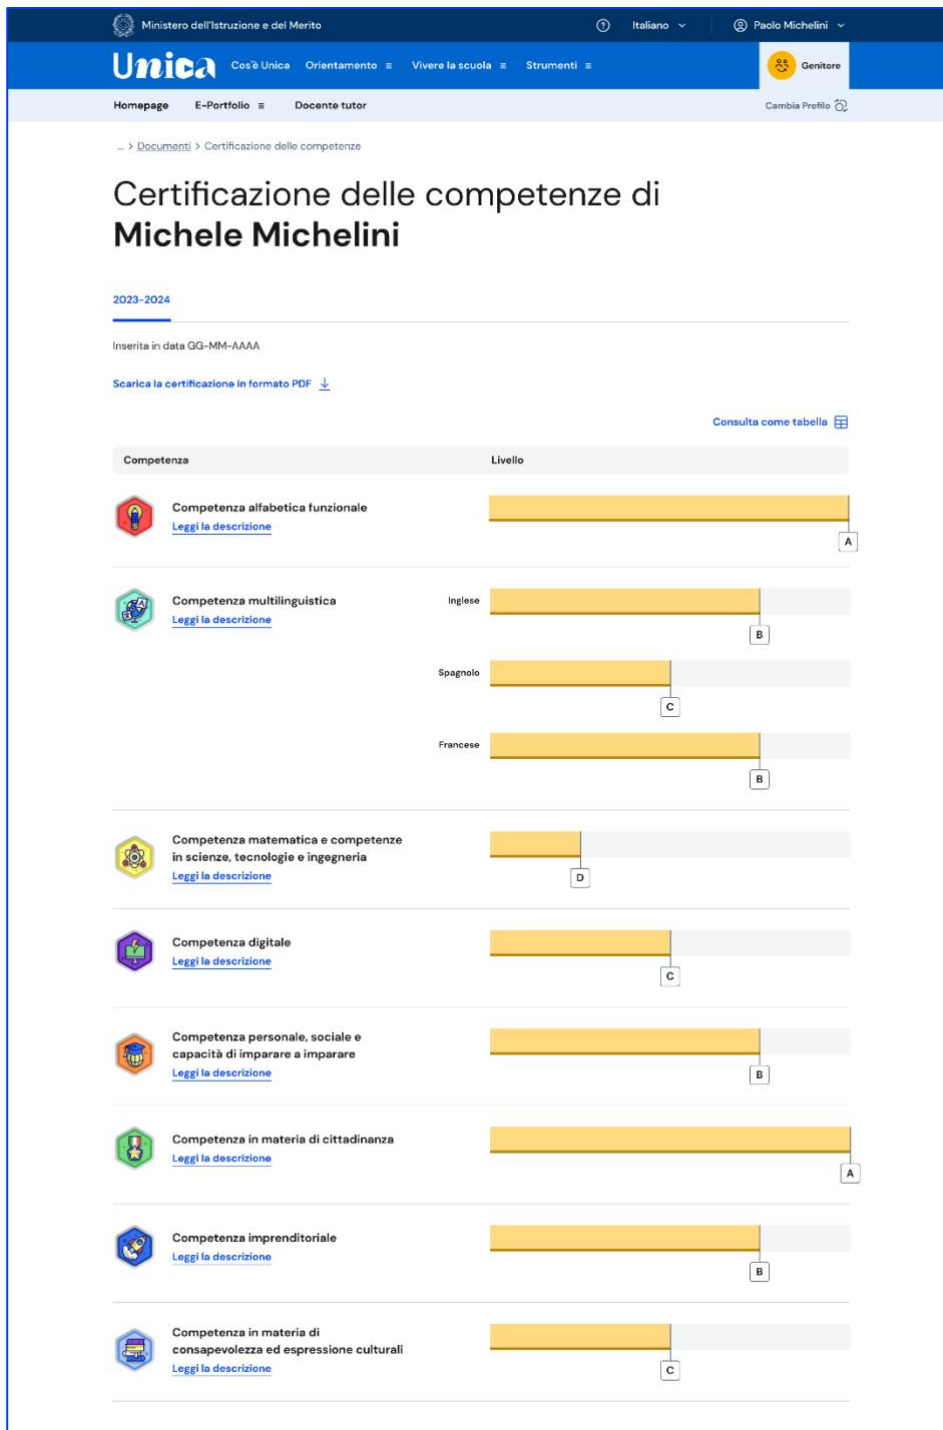 Ministero dell'Istruzione e del Merito
Italiano
Paolo Michelini
Unica
Cos'è Unica
Orientamento
Vivere la scuola
Strumenti
Genitore
Homepage
E-Portfolio
Docente tutor
Cambia Profilo
... > Documenti > Certificazione delle competenze
Certificazione delle competenze di
Michele Michelini
2023-2024
Inserita in data GG-MM-AAAA
Scarica la certificazione in formato PDF
Consulta come tabella
Competenza
Livello
Competenza alfabetica funzionale
Leggi la descrizione
A
Competenza multilinguistica
Leggi la descrizione
Inglese
B
Spagnolo
C
Francese
B
Competenza matematica e competenze
in scienze, tecnologie e ingegneria
Leggi la descrizione
D
Competenza digitale
Leggi la descrizione
C
Competenza personale, sociale e
capacità di imparare a imparare
Leggi la descrizione
B
Competenza in materia di cittadinanza
Leggi la descrizione
A
Competenza imprenditoriale
Leggi la descrizione
B
Competenza in materia di
consapevolezza ed espressione culturali
Leggi la descrizione
C